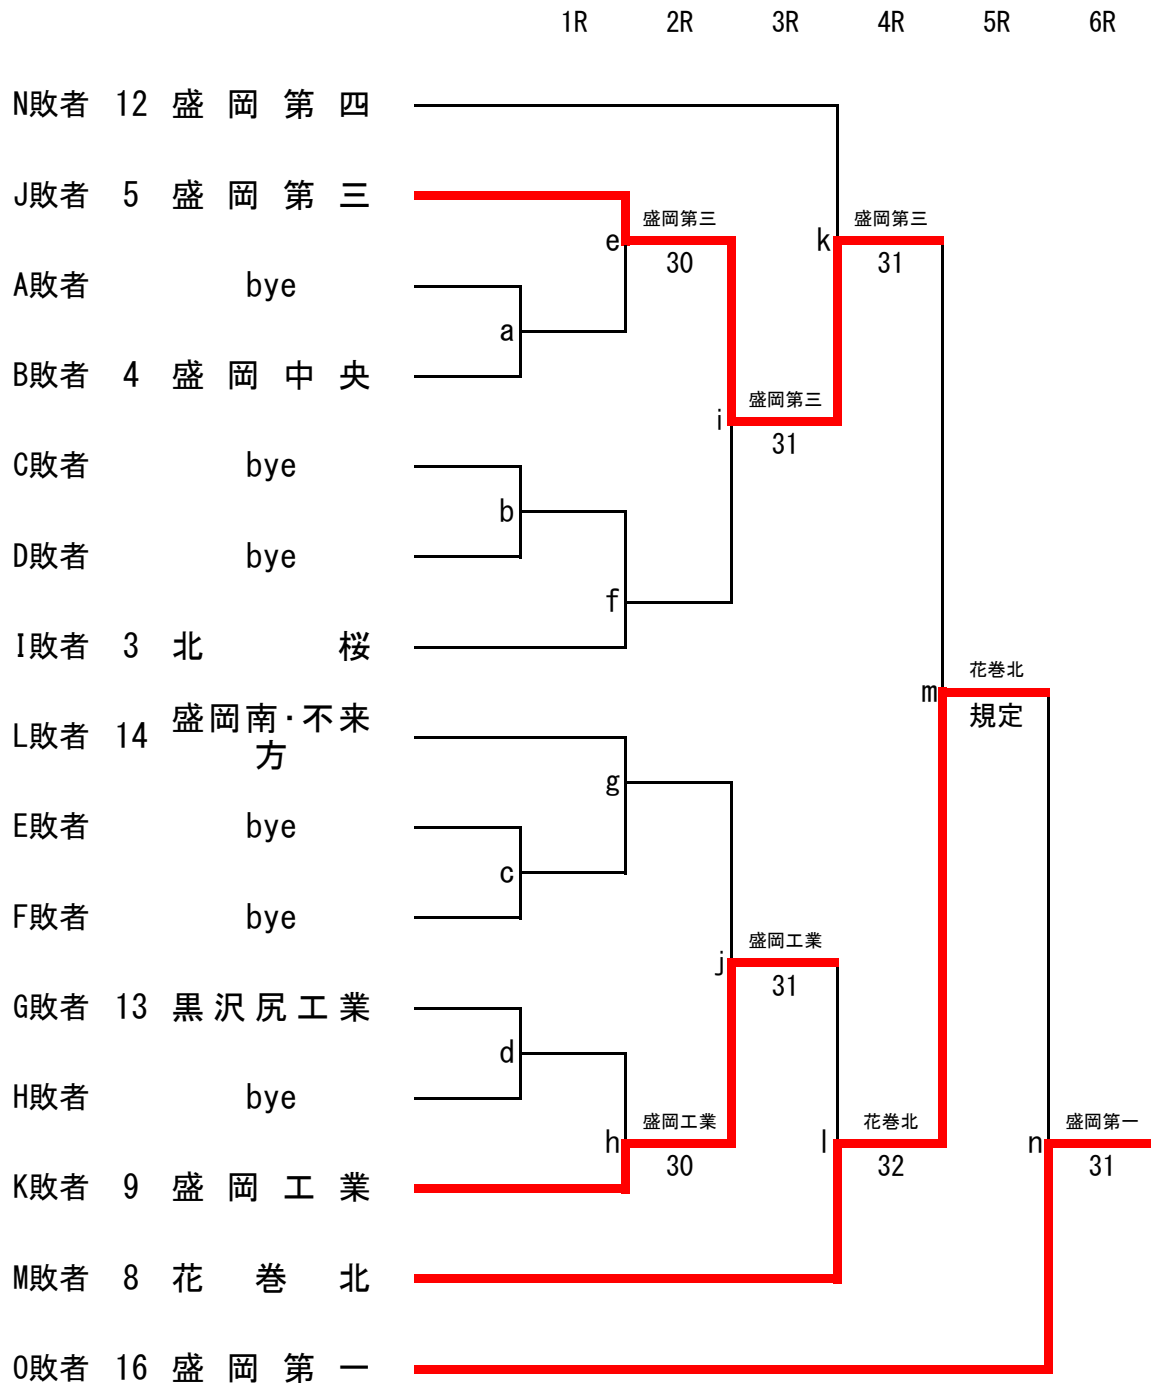 1R 2R 3R 4R 5R 6R
N敗者 12 盛岡第四
J敗者 5 盛岡第三
盛岡第三 盛岡第三
e k
30 31
A敗者 bye
a
B敗者 4 盛岡中央
盛岡第三
i
31
C敗者 bye
b
D敗者 bye
f
I敗者 3 北桜
花巻北
m
規定
L敗者 14 盛岡南・不来
方
g
E敗者 bye
c
F敗者 bye
盛岡工業
j
31
G敗者 13 黒沢尻工業
d
H敗者 bye
盛岡工業 花巻北 盛岡第一
h l n
30 32 31
K敗者 9 盛岡工業
M敗者 8 花巻北
O敗者 16 盛岡第一